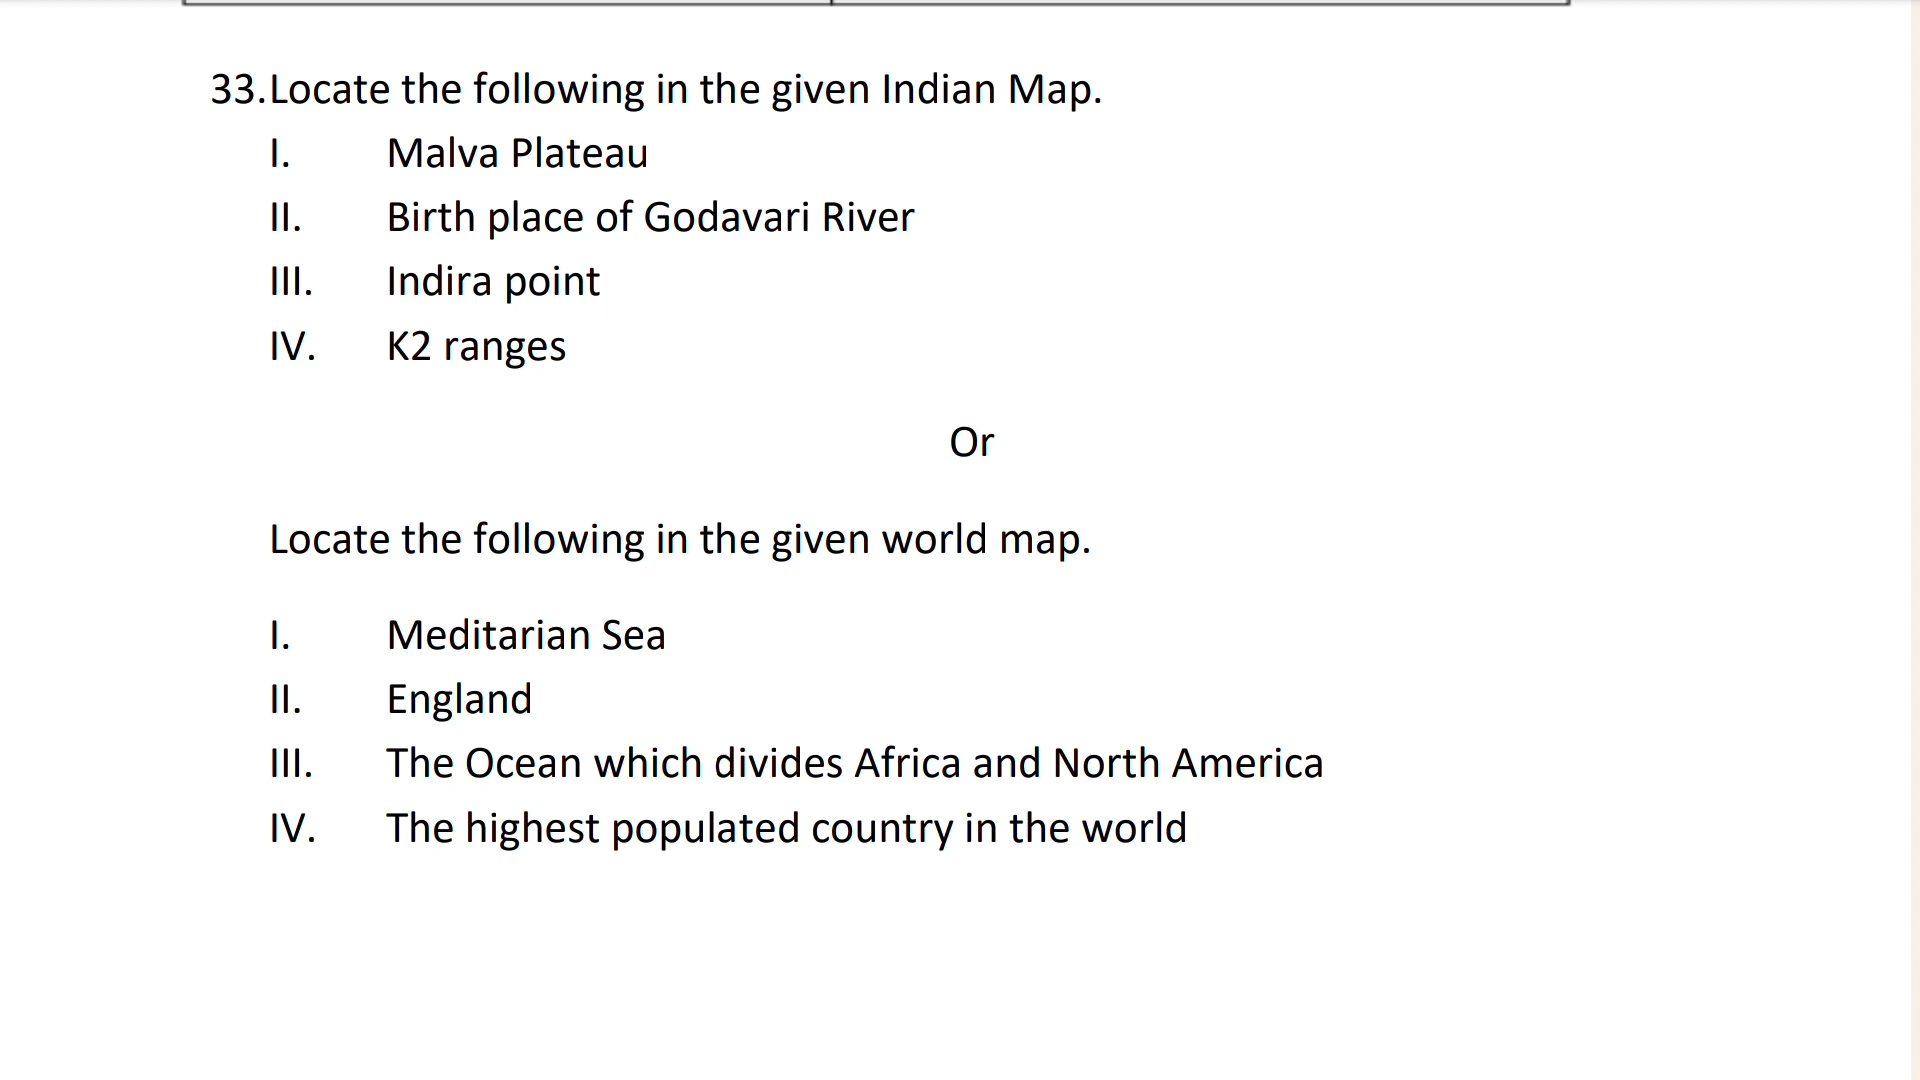 33.Locate the following in the given Indian Map.
I. Malva Plateau
II. Birth place of Godavari River
III. Indira point
IV. K2 ranges
Or
Locate the following in the given world map.
I. Meditarian Sea
II. England
III. The Ocean which divides Africa and North America
IV. The highest populated country in the world